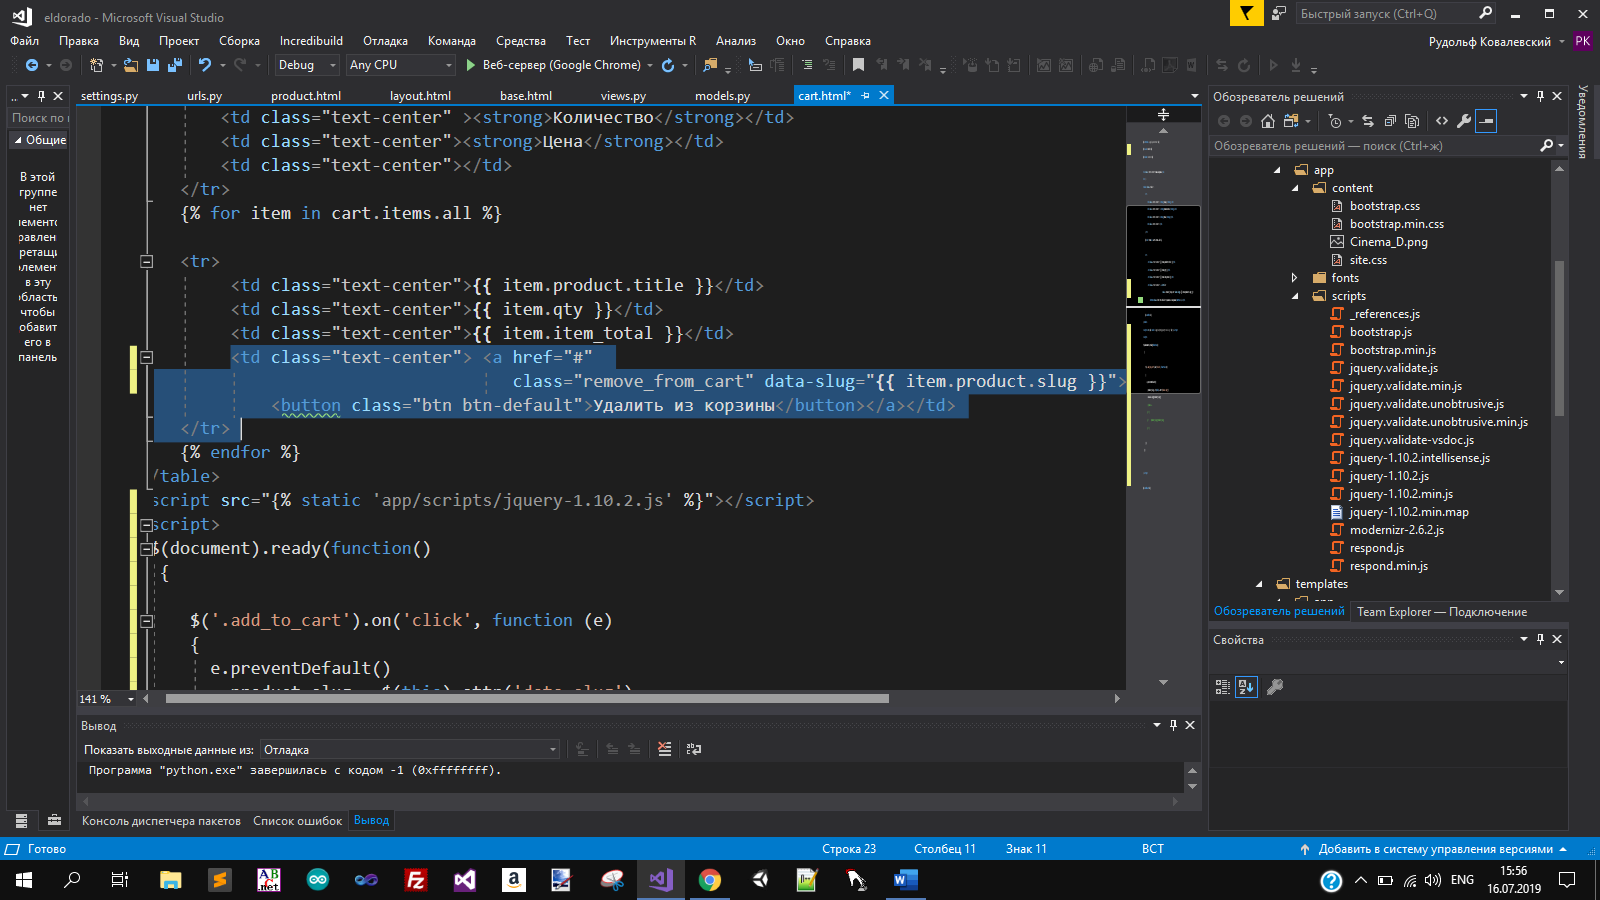 eldorado - Microsoft Visual Studio
Быстрый запуск (Ctrl+Q)
Файл Правка Вид Проект Сборка Incredibuild Отладка Команда Средства Тест Инструменты R Анализ Окно Справка
Рудольф Ковалевский РК
Debug Any CPU Веб-сервер (Google Chrome)
settings.py urls.py product.html layout.html base.html views.py models.py cart.html*
Поиск по
Общие
В этой
группе
нет
в эту
чтобы
его в
панель
<td class="text-center" ><strong>Количество</strong></td>
<td class="text-center"><strong>Цена</strong></td>
<td class="text-center"></td>
</tr>
{% for item in cart.items.all %}
<tr>
<td class="text-center">{{ item.product.title }}</td>
<td class="text-center">{{ item.qty }}</td>
<td class="text-center">{{ item.item_total }}</td>
<td class="text-center"> <a href="#"
class="remove_from_cart" data-slug="{{ item.product.slug }}">
<button class="btn btn-default">Удалить из корзины</button></a></td>
</tr>
{% endfor %}
/table>
script src="{% static 'app/scripts/jquery-1.10.2.js' %}"></script>
script>
$(document).ready(function()
{
$('.add_to_cart').on('click', function (e)
{
e.preventDefault()
141 %
Вывод
Показать выходные данные из: Отладка
Программа "python.exe" завершилась с кодом -1 (0xffffffff).
Консоль диспетчера пакетов Список ошибок Вывод
Обозреватель решений
Обозреватель решений — поиск (Ctrl+ж)
app
content
bootstrap.css
bootstrap.min.css
Cinema_D.png
site.css
fonts
scripts
_references.js
bootstrap.js
bootstrap.min.js
jquery.validate.js
jquery.validate.min.js
jquery.validate.unobtrusive.js
jquery.validate.unobtrusive.min.js
jquery.validate-vsdoc.js
jquery-1.10.2.intellisense.js
jquery-1.10.2.js
jquery-1.10.2.min.js
jquery-1.10.2.min.map
modernizr-2.6.2.js
respond.js
respond.min.js
templates
Обозреватель решений Team Explorer — Подключение
Свойства
Уведомления
Готово Строка 23 Столбец 11 Знак 11 ВСТ Добавить в систему управления версиями
ENG
15:56
16.07.2019